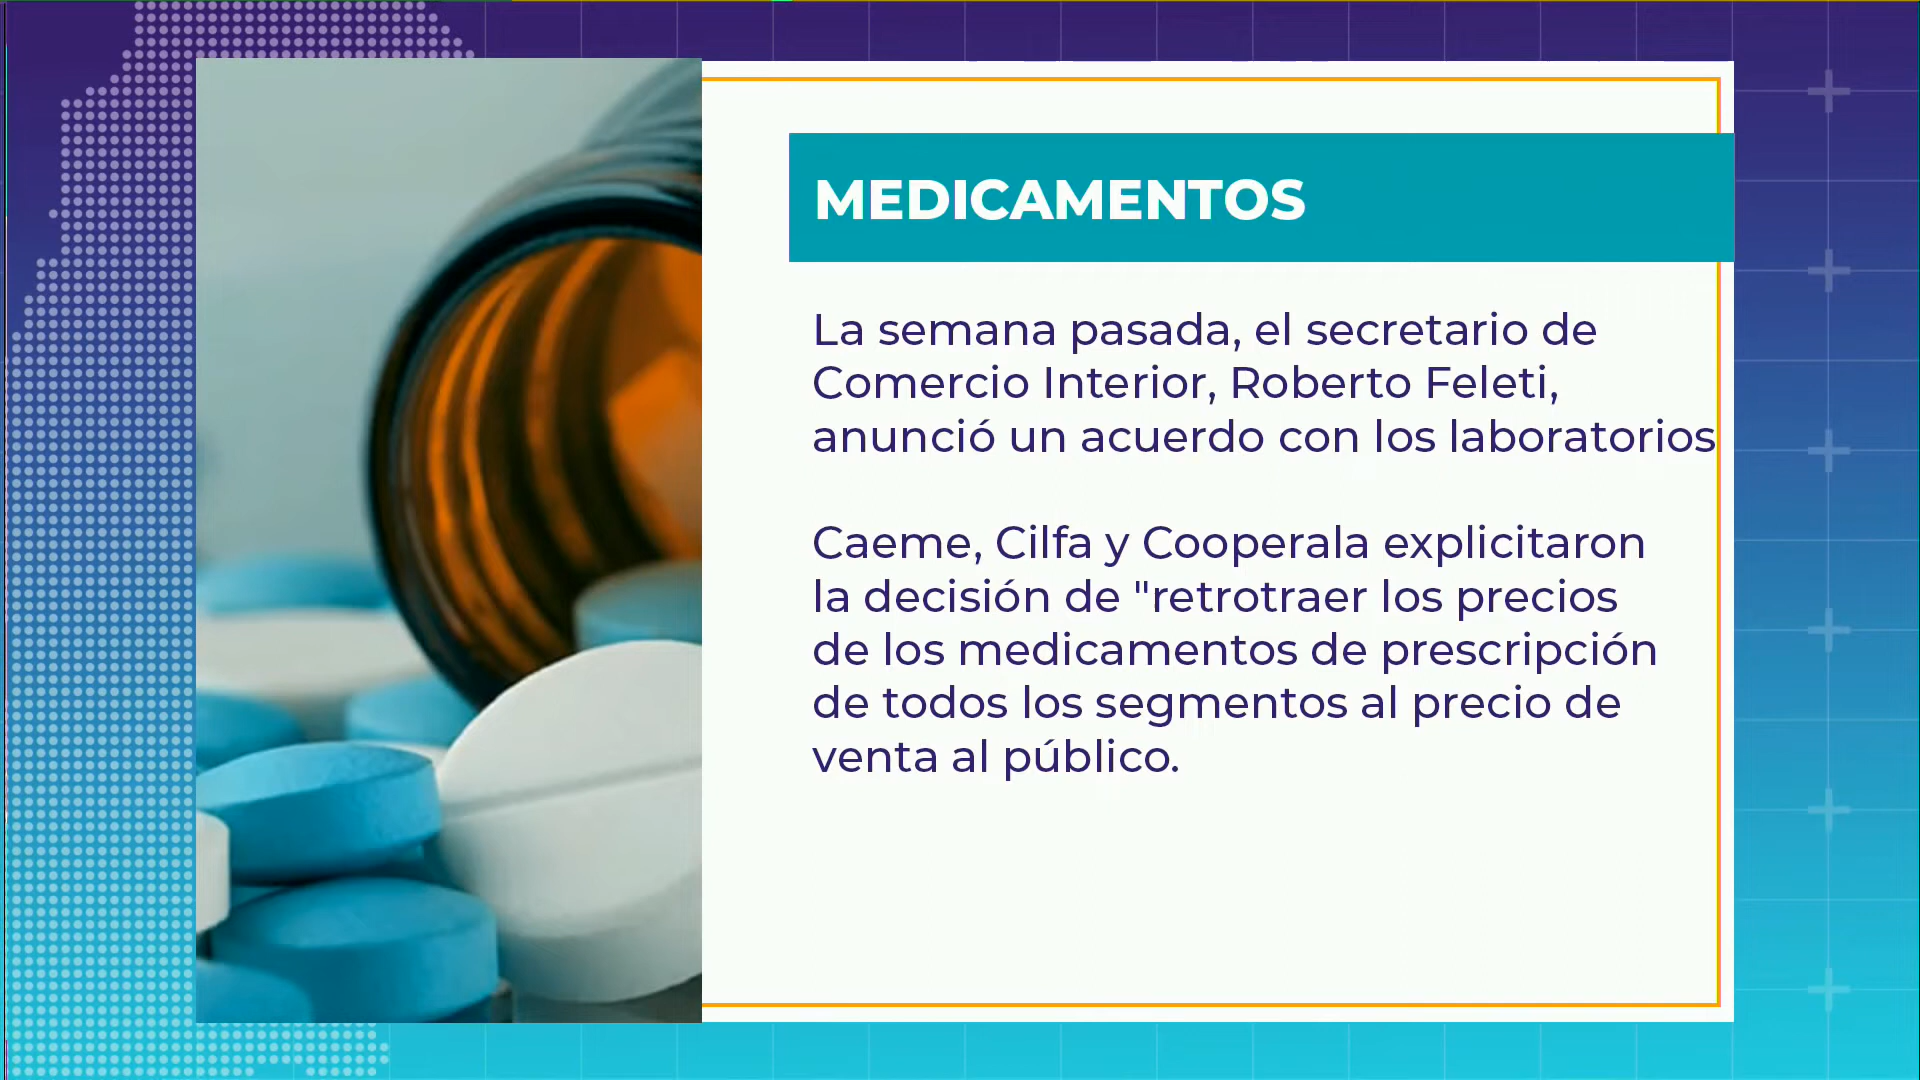 MEDICAMENTOS
La semana pasada, el secretario de
Comercio Interior, Roberto Feleti,
anunció un acuerdo con los laboratorios
Caeme, Cilfa y Cooperala explicitaron
la decisión de "retrotraer los precios
de los medicamentos de prescripción
de todos los segmentos al precio de
venta al público.